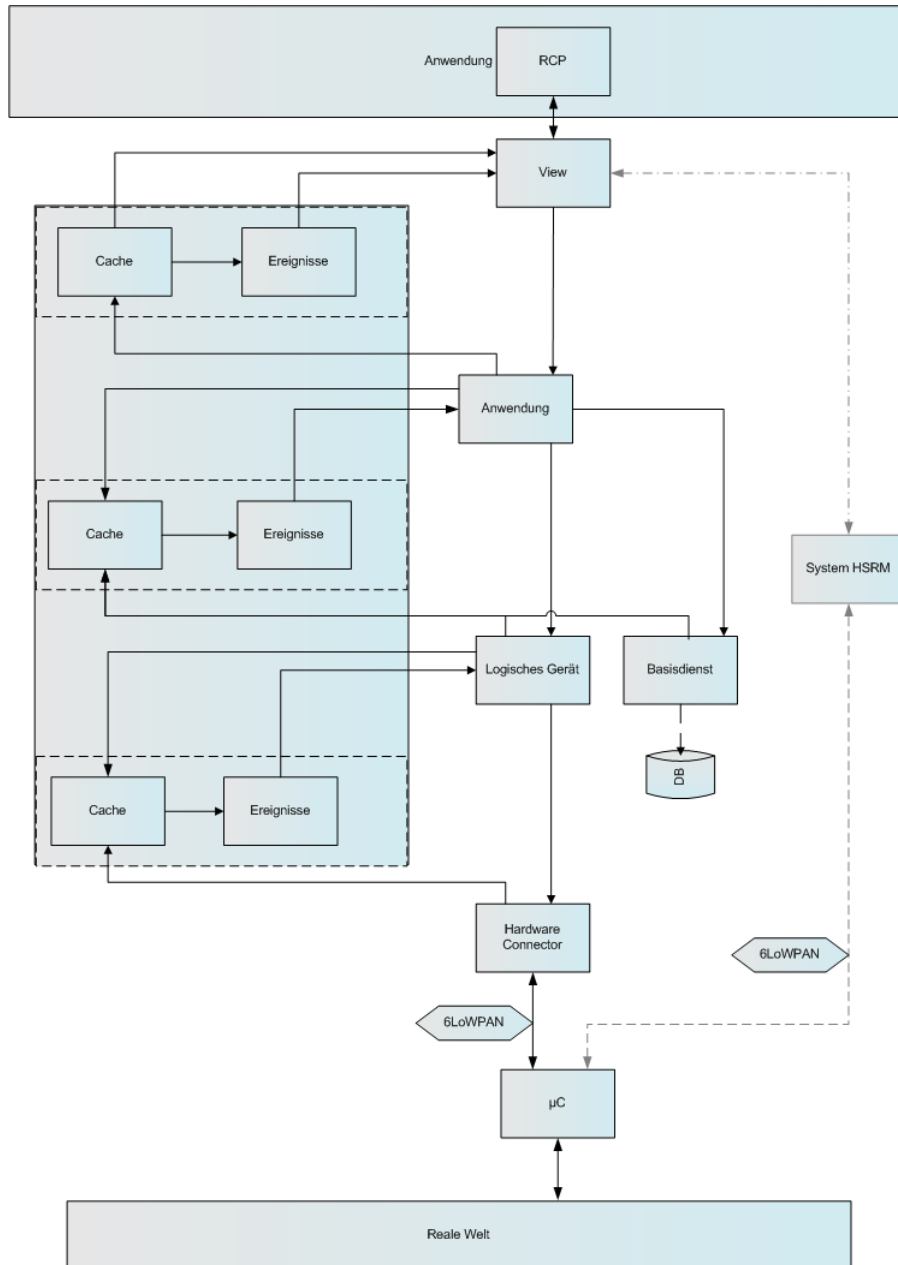 Anwendung
RCP
View
Cache
Ereignisse
Anwendung
Cache
Ereignisse
System HSRM
Logisches Gerät
Basisdienst
DB
Cache
Ereignisse
Hardware
Connector
6LoWPAN
6LoWPAN
µC
Reale Welt